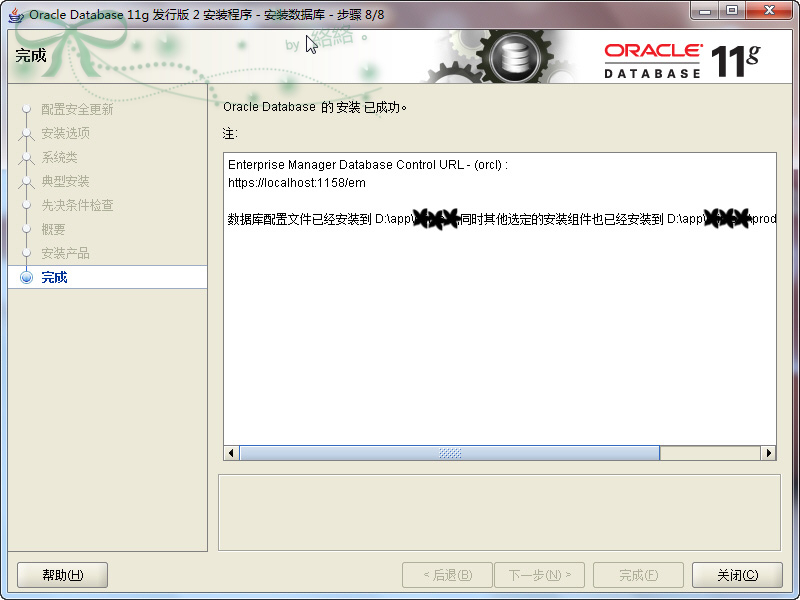 Oracle Database 11g 发行版 2 安装程序 - 安装数据库 - 步骤 8/8
完成
by 絡絡。
ORACLE 11g
DATABASE
配置安全更新
安装选项
系统类
典型安装
先决条件检查
概要
安装产品
完成
Oracle Database 的 安装 已成功。
注:
Enterprise Manager Database Control URL - (orcl) :
https://localhost:1158/em
数据库配置文件已经安装到 D:\app\ 同时其他选定的安装组件也已经安装到 D:\app\ \prod
帮助(H)
< 后退(B)
下一步(N) >
完成(F)
关闭(C)